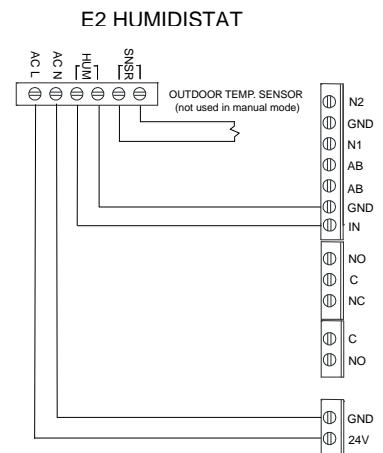 E2 HUMIDISTAT
AC L
AC N
HUM
SNSR
OUTDOOR TEMP. SENSOR
(not used in manual mode)
N2
GND
N1
AB
AB
GND
IN
NO
C
NC
C
NO
GND
24V